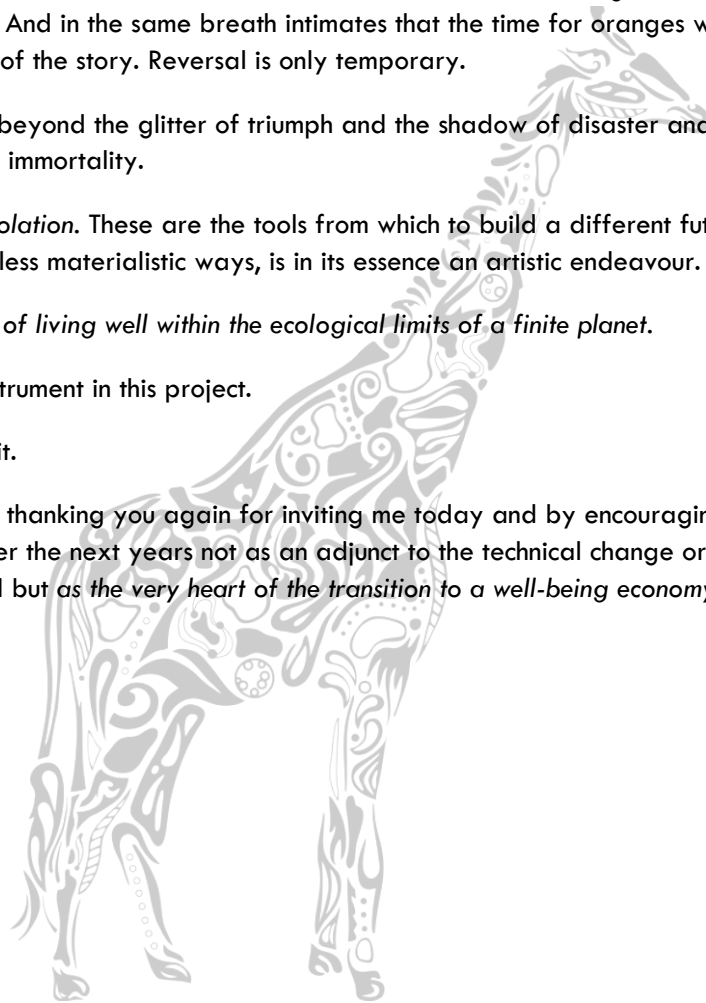 And in the same breath intimates that the time for oranges w
of the story. Reversal is only temporary.
beyond the glitter of triumph and the shadow of disaster and
immortality.
olation. These are the tools from which to build a different fut
less materialistic ways, is in its essence an artistic endeavour.
of living well within the ecological limits of a finite planet.
trument in this project.
it.
thanking you again for inviting me today and by encouragin
er the next years not as an adjunct to the technical change or
but as the very heart of the transition to a well-being economy